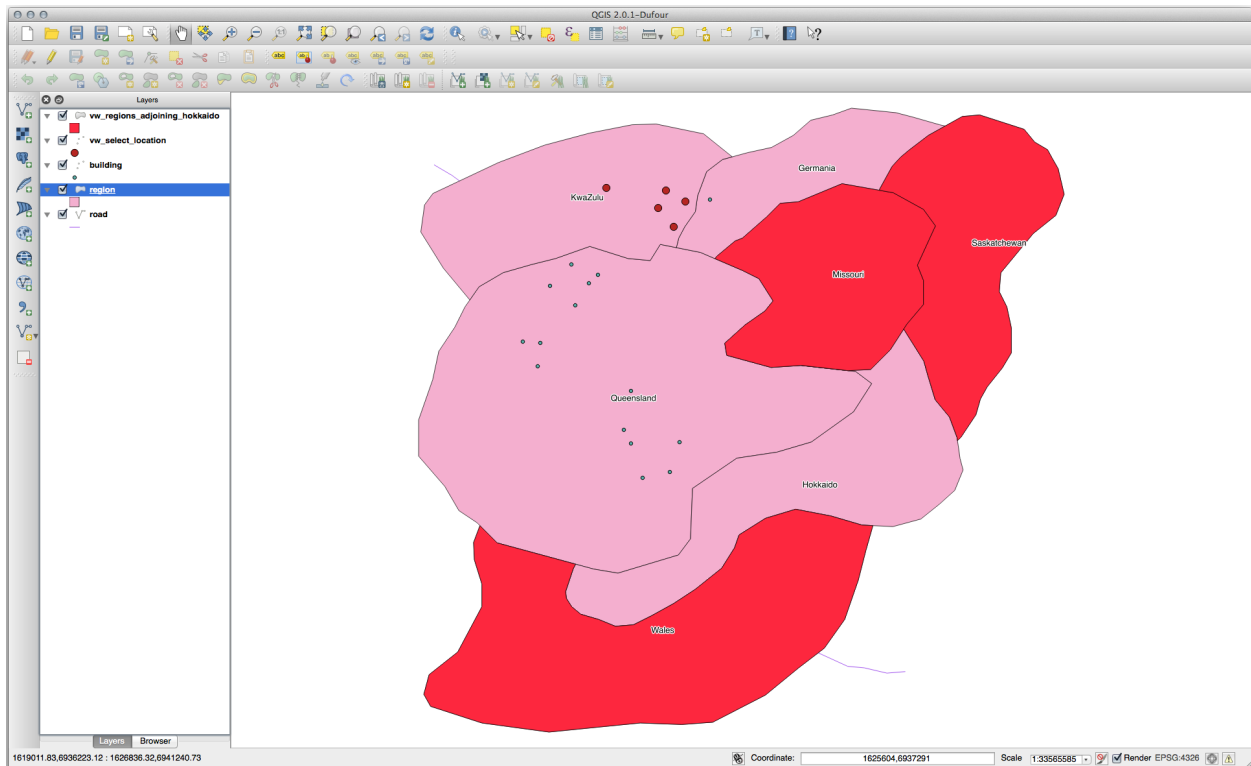 QGIS 2.0.1-Dufour
Layers
vw_regions_adjoining_hokkaido
vw_select_location
building
region
road
Germania
KwaZulu
Saskatchewan
Missouri
Queensland
Hokkaido
Wales
Layers Browser
1619011.83,6936223.12 : 1626836.32,6941240.73
Coordinate: 1625604,6937291 Scale 1:33565585 Render EPSG:4326